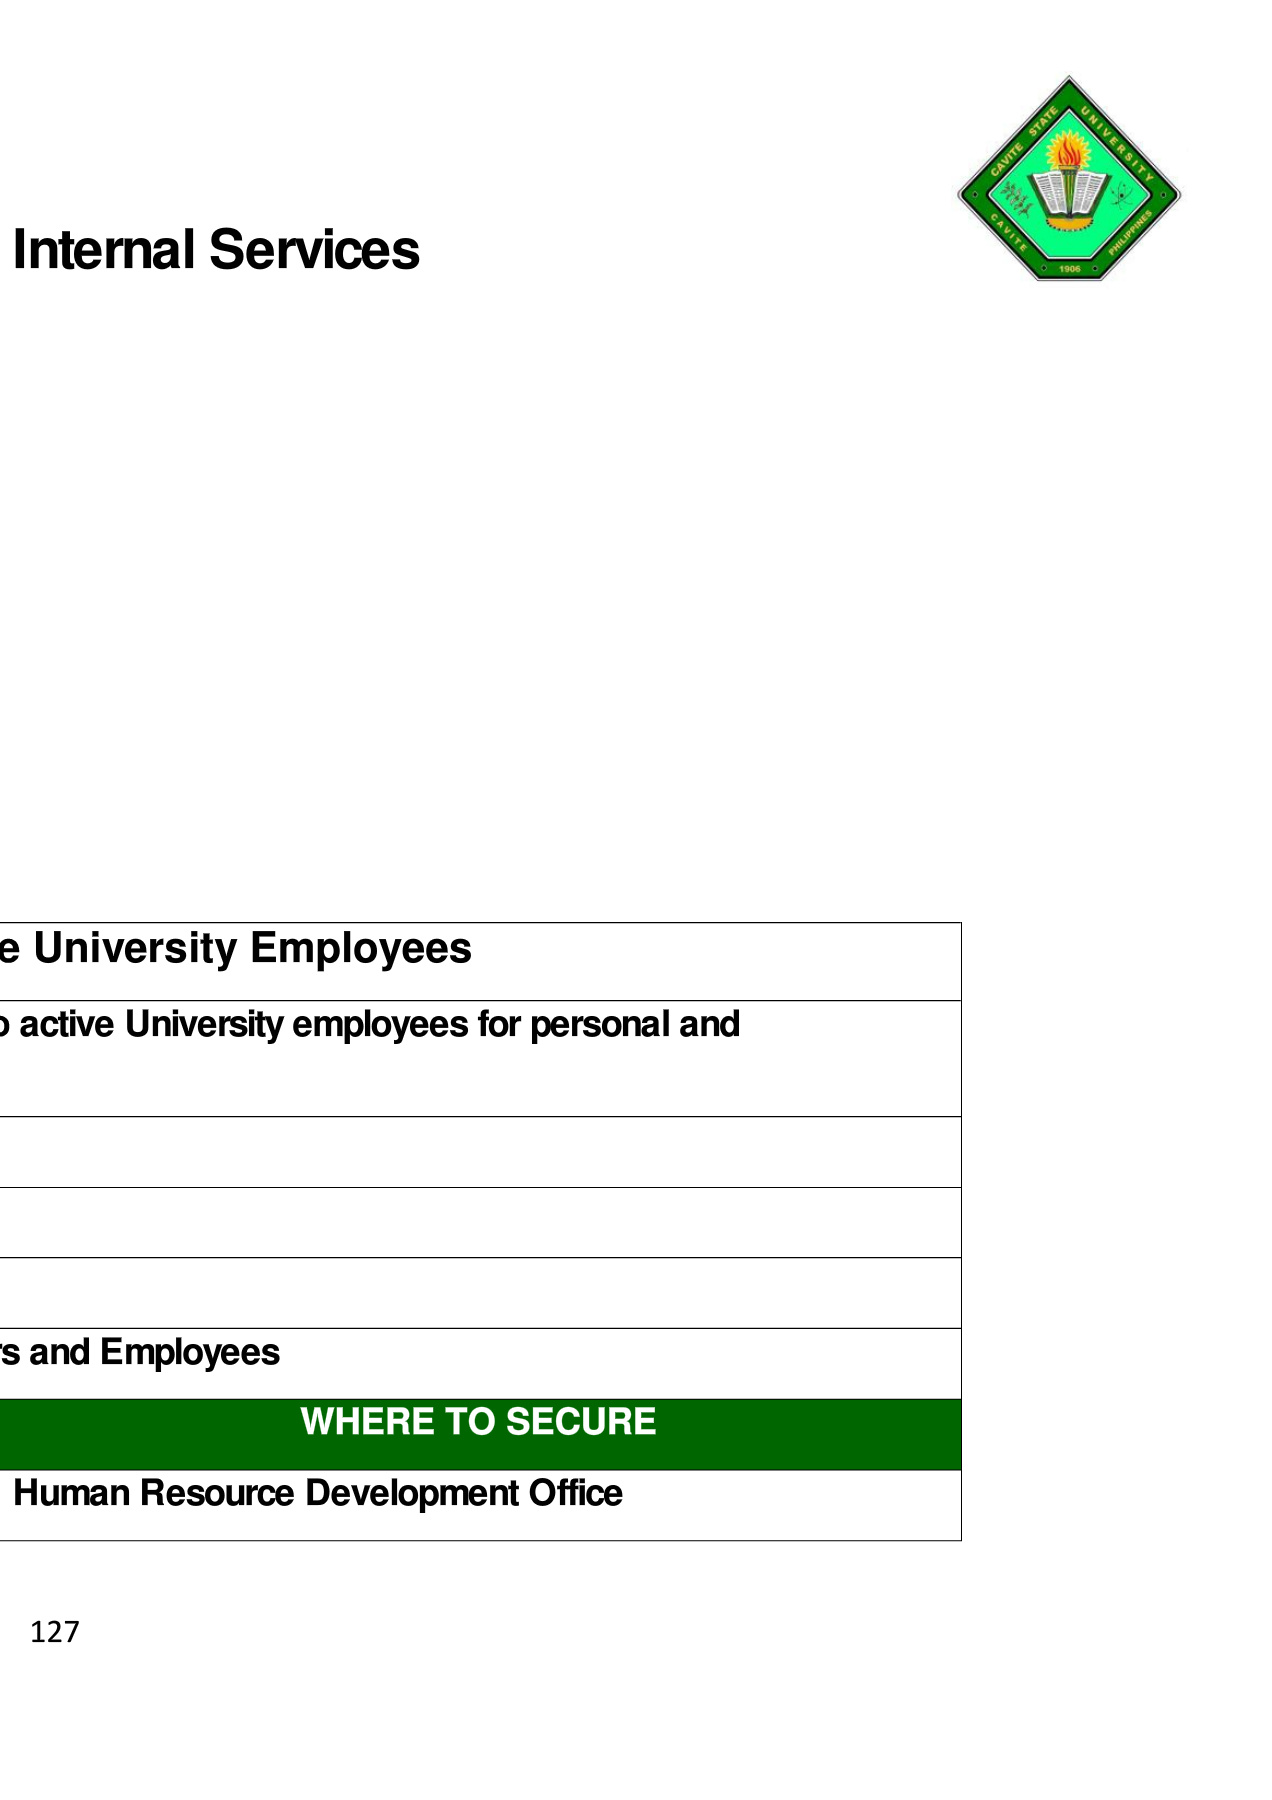 CAVITE STATE UNIVERSITY
CAVITE PHILIPPINES
1906
Internal Services
e University Employees
o active University employees for personal and
rs and Employees
WHERE TO SECURE
Human Resource Development Office
127